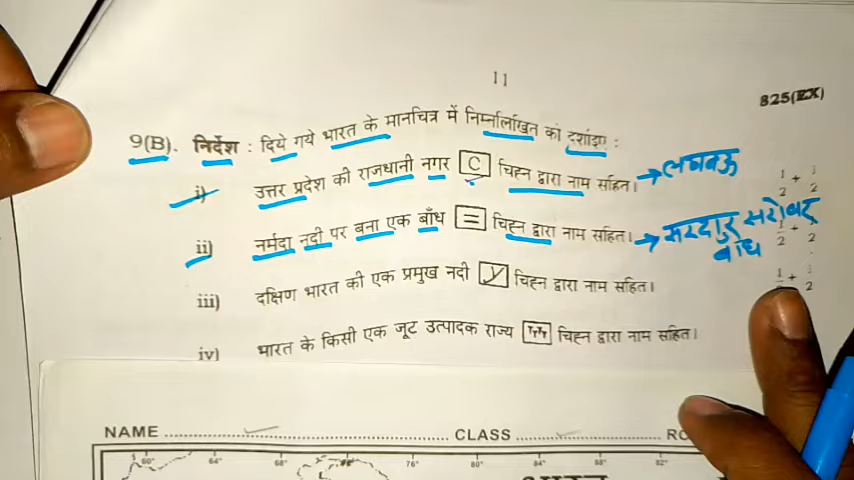 11
825(EX)
9(B). निर्देश : दिये गये भारत के मानचित्र में निम्नलिखित को दर्शाइए :
i) उत्तर प्रदेश की राजधानी नगर C चिह्न द्वारा नाम सहित। → लखनऊ 1/2 + 1/2
ii) नर्मदा नदी पर बना एक बाँध = चिह्न द्वारा नाम सहित। → सरदार सरोवर 1/2 + 1/2
बांध
iii) दक्षिण भारत की एक प्रमुख नदी चिह्न द्वारा नाम सहित।
iv) भारत के किसी एक जूट उत्पादक राज्य चिह्न द्वारा नाम सहित।
NAME CLASS
60° 64° 68° 76° 80° 84° 88° 92°